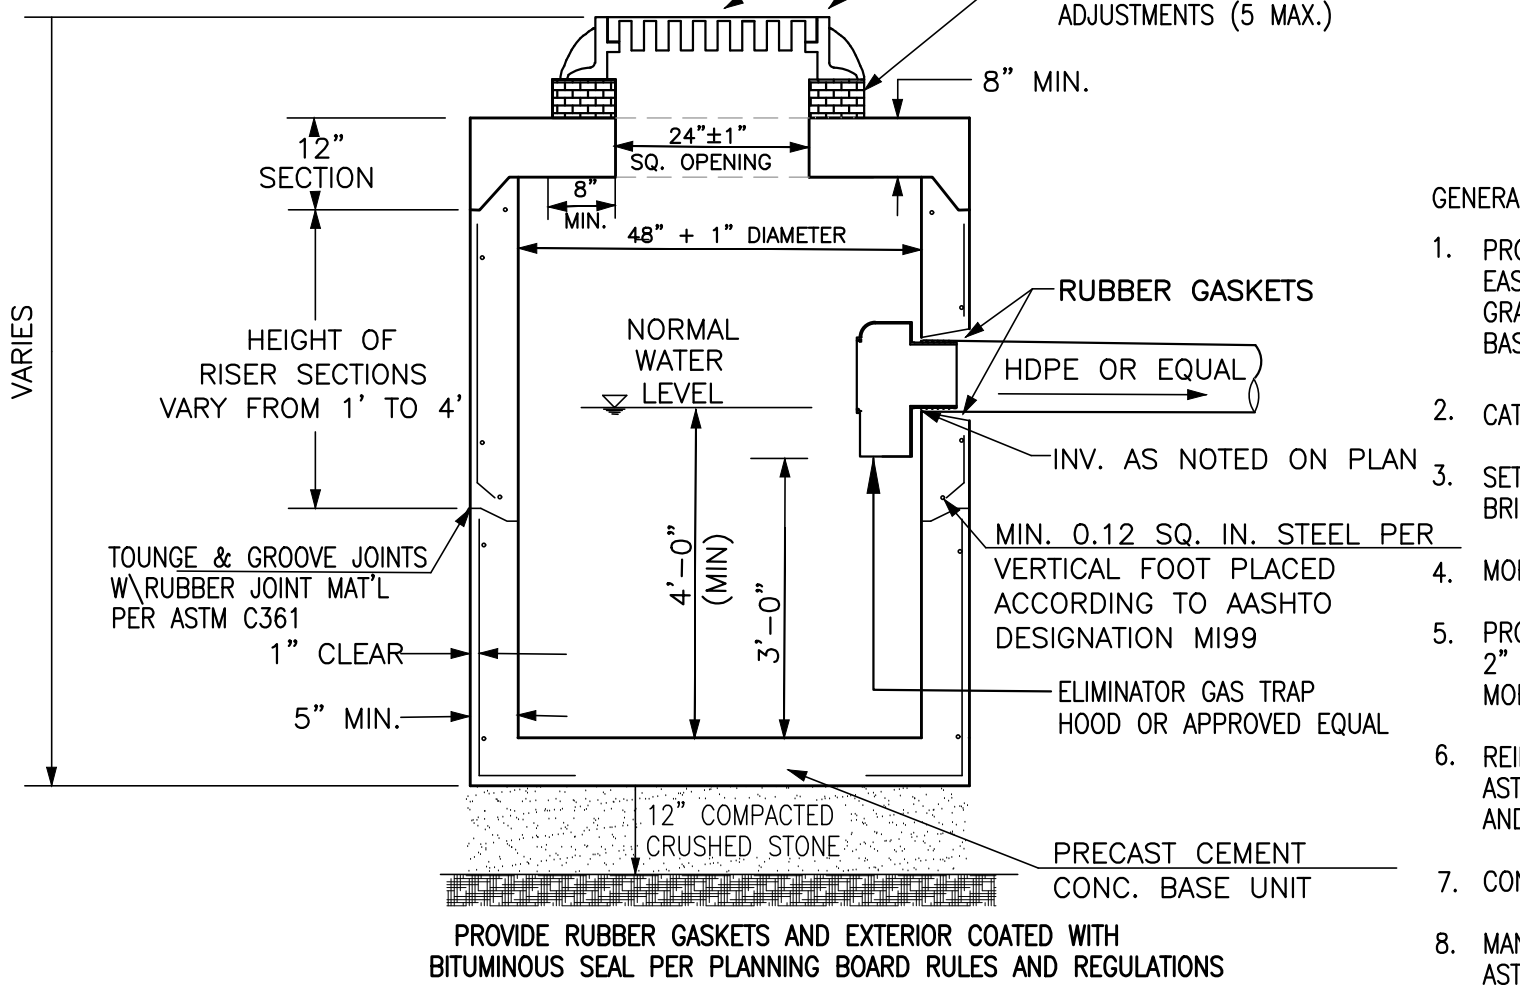 ADJUSTMENTS (5 MAX.)
8" MIN.
24"±1"
SQ. OPENING
12"
SECTION
8"
MIN.
48" + 1" DIAMETER
VARIES
HEIGHT OF
RISER SECTIONS
VARY FROM 1' TO 4'
NORMAL
WATER
LEVEL
RUBBER GASKETS
HDPE OR EQUAL
INV. AS NOTED ON PLAN
4'-0"
(MIN)
3'-0"
MIN. 0.12 SQ. IN. STEEL PER
VERTICAL FOOT PLACED
ACCORDING TO AASHTO
DESIGNATION MI99
TOUNGE & GROOVE JOINTS
W\RUBBER JOINT MAT'L
PER ASTM C361
1" CLEAR
5" MIN.
ELIMINATOR GAS TRAP
HOOD OR APPROVED EQUAL
12" COMPACTED
CRUSHED STONE
PRECAST CEMENT
CONC. BASE UNIT
PROVIDE RUBBER GASKETS AND EXTERIOR COATED WITH
BITUMINOUS SEAL PER PLANNING BOARD RULES AND REGULATIONS
GENERA
1. PRO
EAS
GRA
BAS
2. CAT
3. SET
BRI
4. MO
5. PRO
2"
MO
6. REI
AST
AND
7. CON
8. MAN
AST